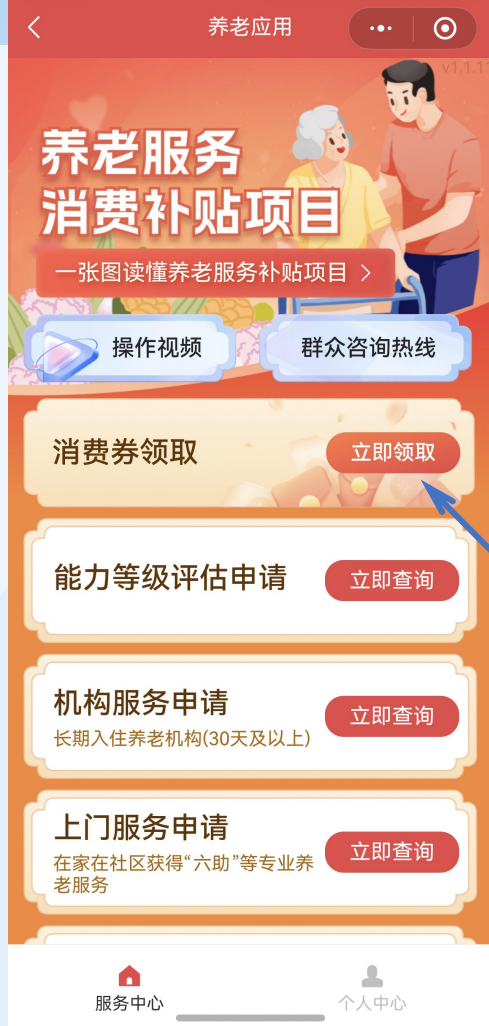 养老应用
v1.1.11
养老服务
消费补贴项目
一张图读懂养老服务补贴项目 >
操作视频
群众咨询热线
消费券领取
立即领取
能力等级评估申请
立即查询
机构服务申请
长期入住养老机构(30天及以上)
立即查询
上门服务申请
在家在社区获得“六助”等专业养
老服务
立即查询
服务中心
个人中心